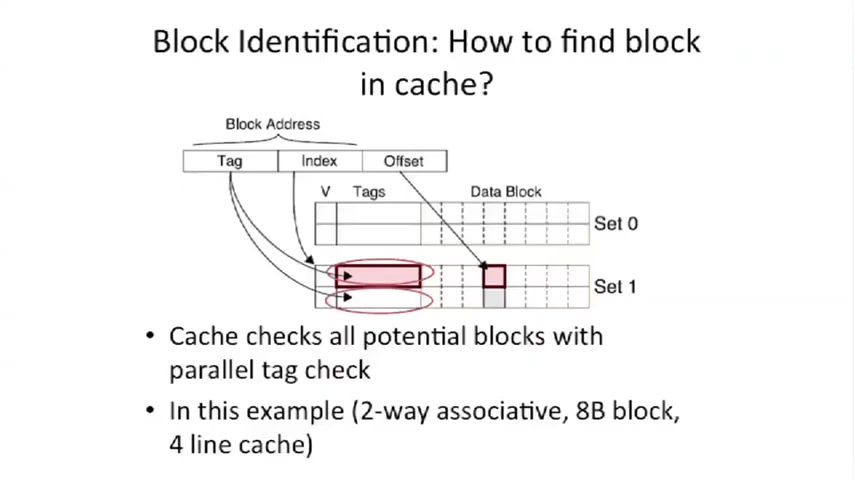 Block Identification: How to find block
in cache?
Block Address
Tag Index Offset
V Tags Data Block
Set 0
Set 1
• Cache checks all potential blocks with
parallel tag check
• In this example (2-way associative, 8B block,
4 line cache)